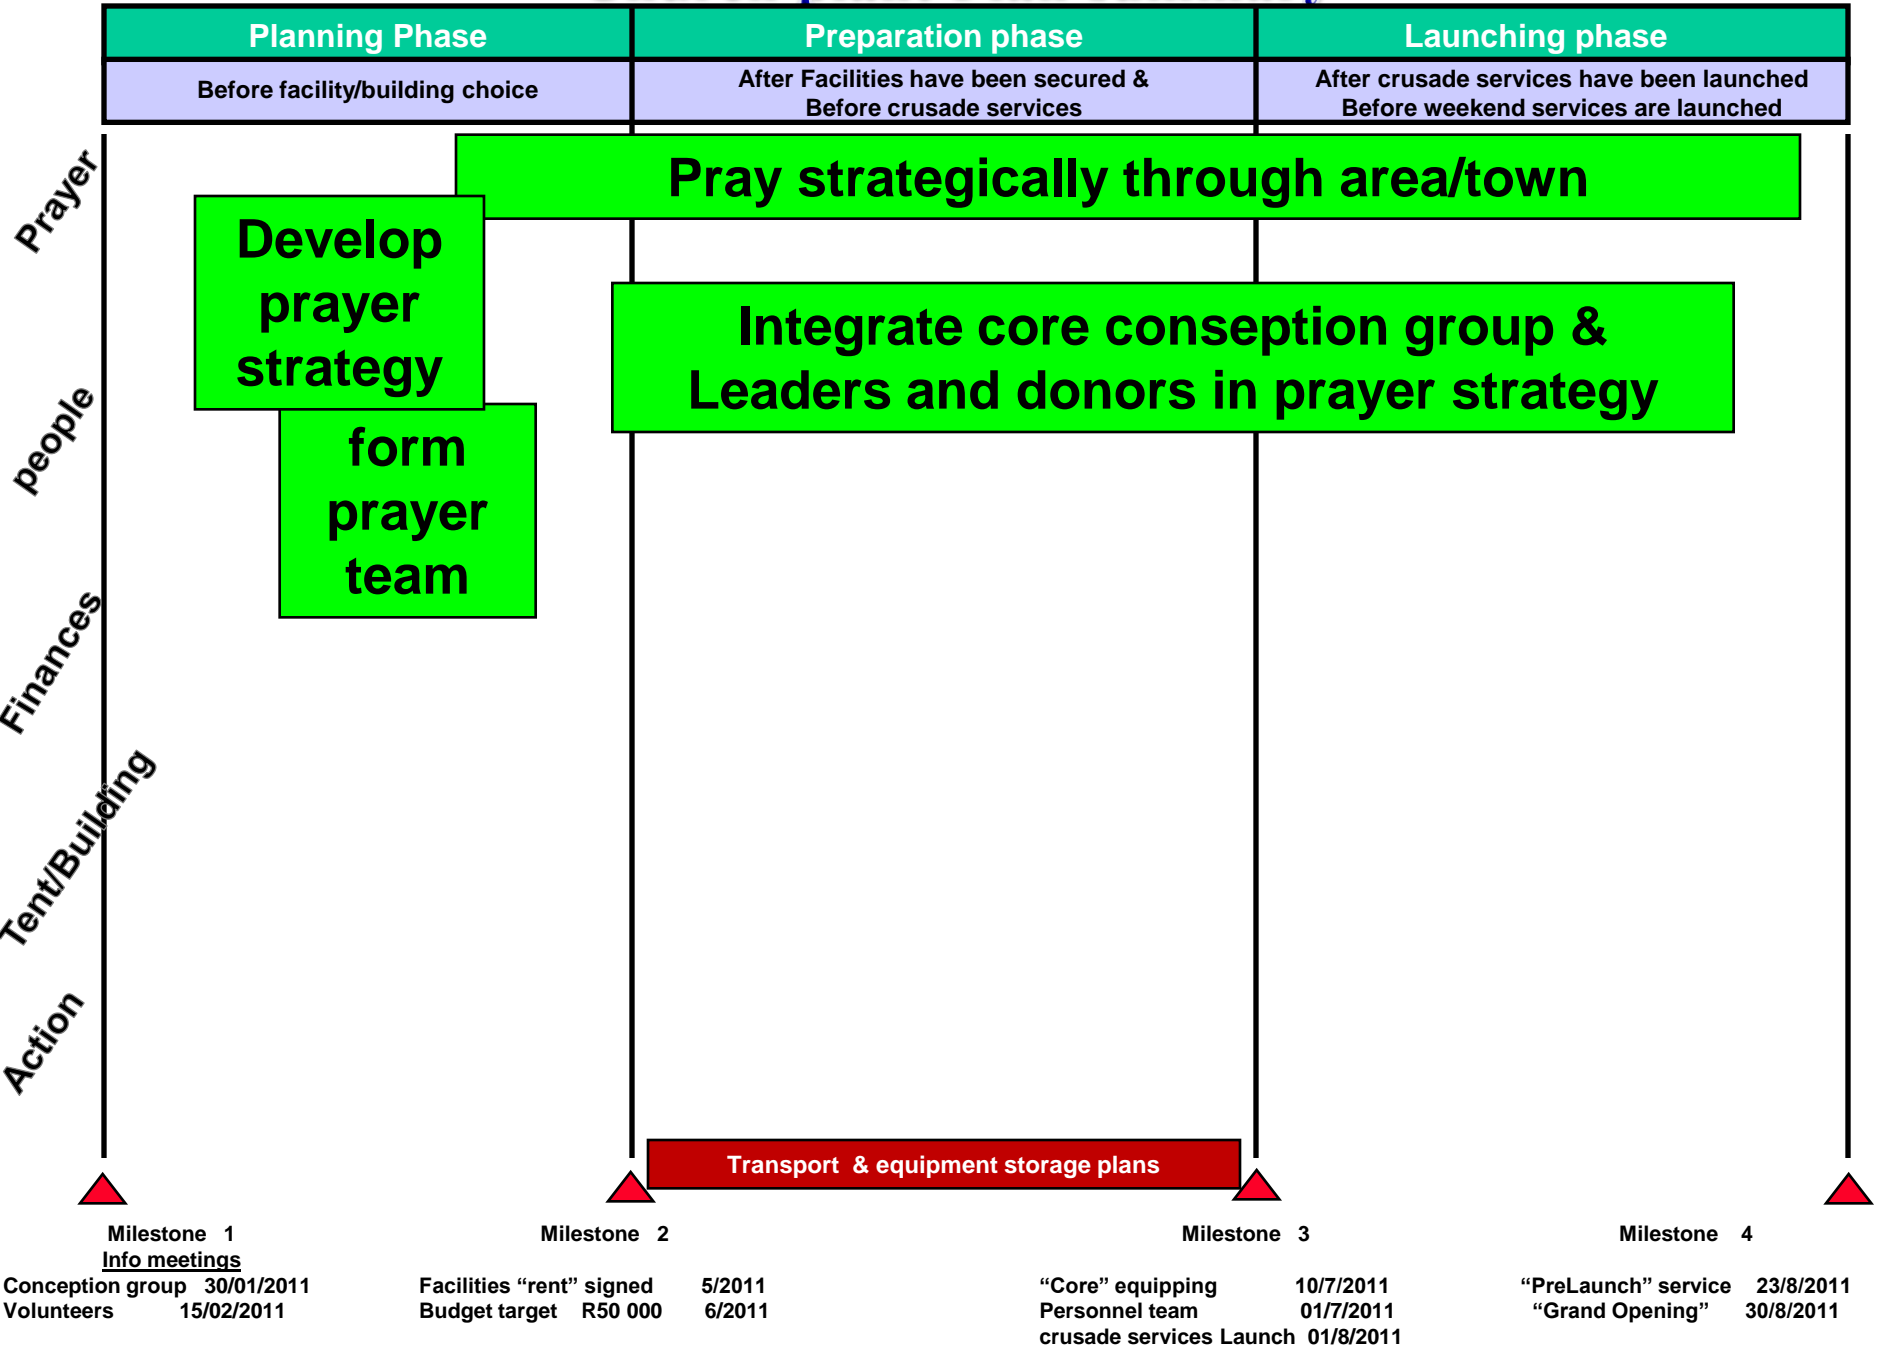 Planning Phase
Preparation phase
Launching phase
Before facility/building choice
After Facilities have been secured &
Before crusade services
After crusade services have been launched
Before weekend services are launched
Prayer
people
Finances
Tent/Building
Action
Pray strategically through area/town
Develop
prayer
strategy
Integrate core conseption group &
Leaders and donors in prayer strategy
form
prayer
team
Transport & equipment storage plans
Milestone 1
Info meetings
Conception group 30/01/2011
Volunteers 15/02/2011
Milestone 2
Facilities “rent” signed 5/2011
Budget target R50 000 6/2011
Milestone 3
“Core” equipping 10/7/2011
Personnel team 01/7/2011
crusade services Launch 01/8/2011
Milestone 4
“PreLaunch” service 23/8/2011
“Grand Opening” 30/8/2011